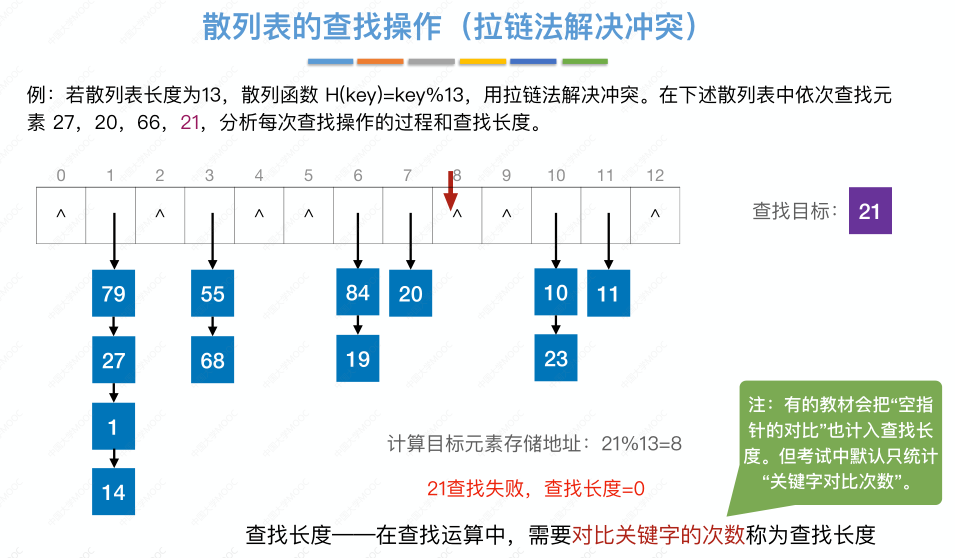 散列表的查找操作（拉链法解决冲突）
例：若散列表长度为13，散列函数 H(key)=key%13，用拉链法解决冲突。在下述散列表中依次查找元
素 27，20，66，21，分析每次查找操作的过程和查找长度。
0 1 2 3 4 5 6 7 8 9 10 11 12
^ ^ ^ ^ ^ ^ ^
查找目标： 21
79 55 84 20 10 11
27 68 19 23
1
14
计算目标元素存储地址：21%13=8
21查找失败，查找长度=0
注：有的教材会把“空指
针的对比”也计入查找长
度。但考试中默认只统计
“关键字对比次数”。
查找长度——在查找运算中，需要对比关键字的次数称为查找长度